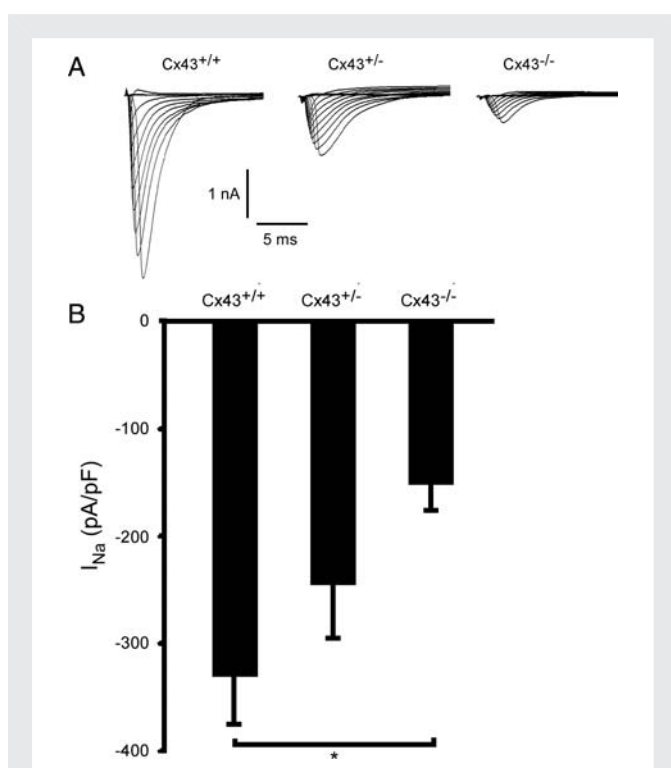 A
Cx43+/+ Cx43+/- Cx43-/-
1 nA
5 ms
B
Cx43+/+ Cx43+/- Cx43-/-
0
-100
-200
-300
-400
INa (pA/pF)
*